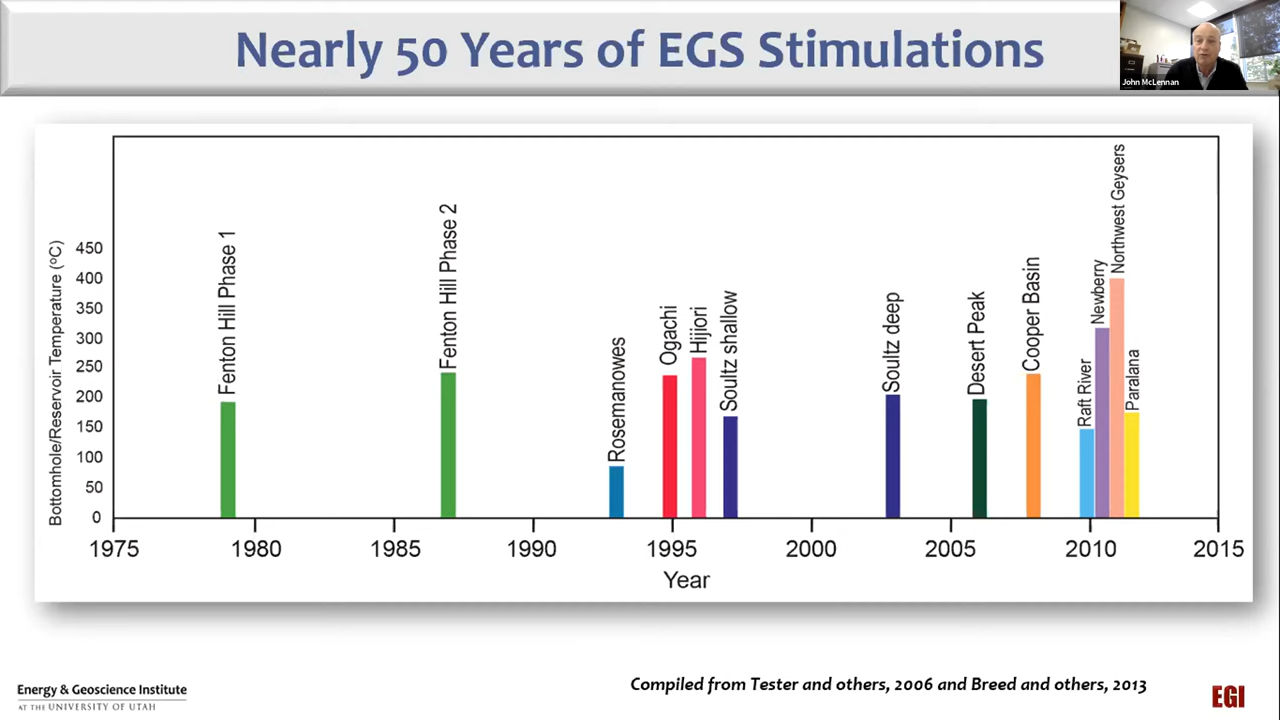 Nearly 50 Years of EGS Stimulations
John McLennan
Bottomhole/Reservoir Temperature (ºC)
450
400
350
300
250
200
150
100
50
0
Fenton Hill Phase 1
Fenton Hill Phase 2
Rosemanowes
Ogachi
Hijiori
Soultz shallow
Soultz deep
Desert Peak
Cooper Basin
Raft River
Newberry
Northwest Geysers
Paralana
1975 1980 1985 1990 1995 2000 2005 2010 2015
Year
Compiled from Tester and others, 2006 and Breed and others, 2013
Energy & Geoscience Institute
AT THE UNIVERSITY OF UTAH
EGI